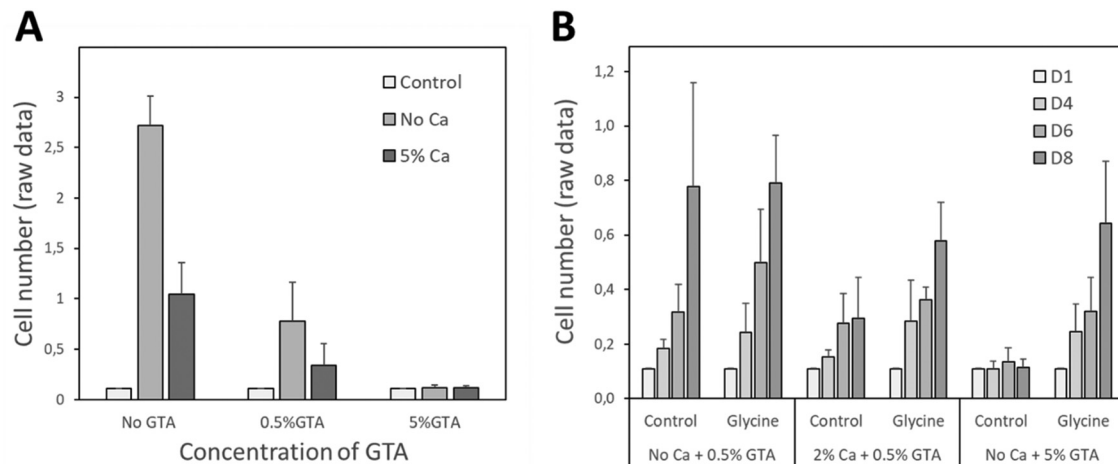 A
Cell number (raw data)
3
2,5
2
1,5
1
0,5
0
Control
No Ca
5% Ca
No GTA
0.5%GTA
5%GTA
Concentration of GTA
B
Cell number (raw data)
1,2
1,0
0,8
0,6
0,4
0,2
0,0
D1
D4
D6
D8
Control
Glycine
Control
Glycine
Control
Glycine
No Ca + 0.5% GTA
2% Ca + 0.5% GTA
No Ca + 5% GTA